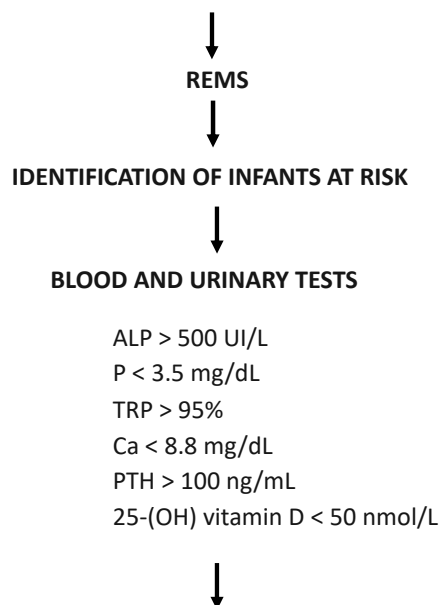 REMS
IDENTIFICATION OF INFANTS AT RISK
BLOOD AND URINARY TESTS
ALP > 500 UI/L
P < 3.5 mg/dL
TRP > 95%
Ca < 8.8 mg/dL
PTH > 100 ng/mL
25-(OH) vitamin D < 50 nmol/L